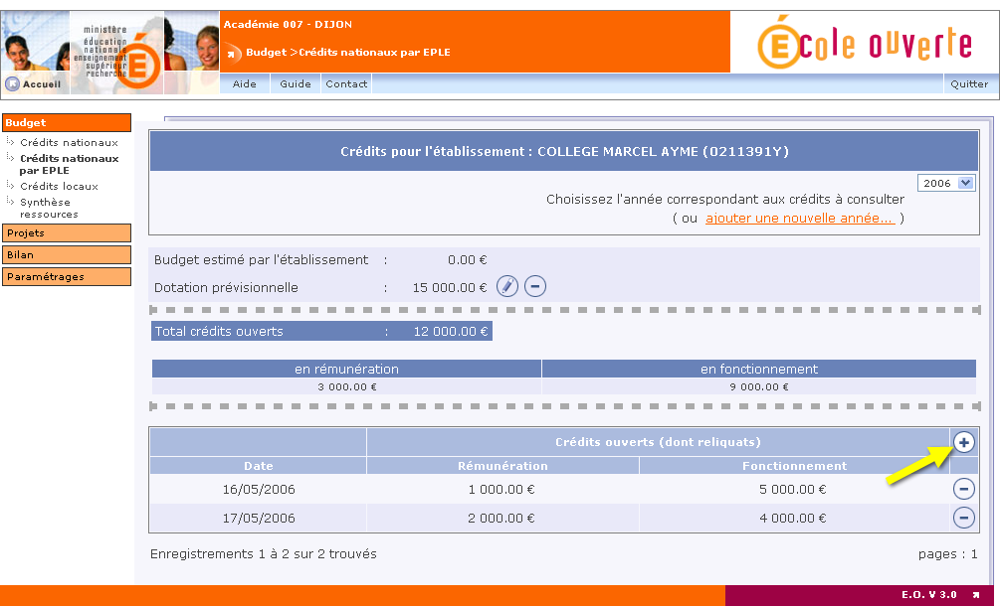 ministère
éducation
nationale
enseignement
supérieur
recherche
Accueil
Académie 007 - DIJON
Budget >Crédits nationaux par EPLE
École ouverte
Aide Guide Contact Quitter
Budget
Crédits nationaux
Crédits nationaux
par EPLE
Crédits locaux
Synthèse
ressources
Projets
Bilan
Paramétrages
Crédits pour l'établissement : COLLEGE MARCEL AYME (0211391Y)
2006
Choisissez l'année correspondant aux crédits à consulter
( ou ajouter une nouvelle année... )
Budget estimé par l'établissement : 0.00 €
Dotation prévisionnelle : 15 000.00 €
Total crédits ouverts : 12 000.00 €
en rémunération en fonctionnement
3 000.00 € 9 000.00 €
Crédits ouverts (dont reliquats)
Date Rémunération Fonctionnement
16/05/2006 1 000.00 € 5 000.00 €
17/05/2006 2 000.00 € 4 000.00 €
Enregistrements 1 à 2 sur 2 trouvés pages : 1
E.O. V 3.0